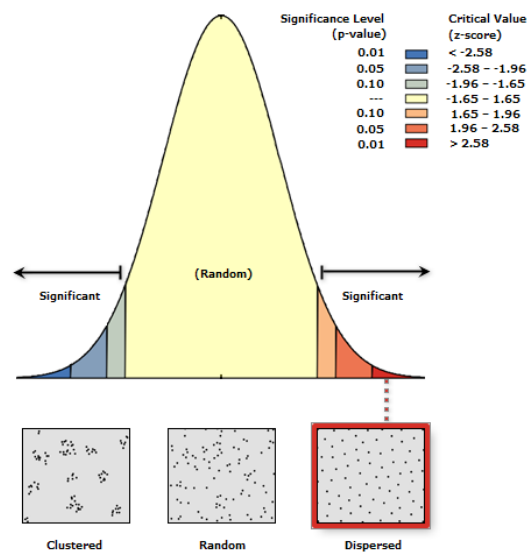 Significance Level Critical Value
(p-value) (z-score)
0.01 < -2.58
0.05 -2.58 – -1.96
0.10 -1.96 – -1.65
--- -1.65 – 1.65
0.10 1.65 – 1.96
0.05 1.96 – 2.58
0.01 > 2.58
(Random)
Significant Significant
Clustered Random Dispersed